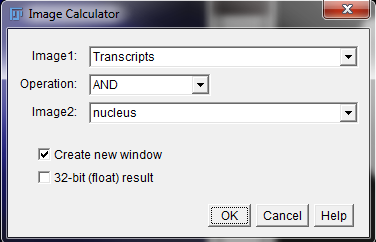 Image Calculator
Image1: Transcripts
Operation: AND
Image2: nucleus
Create new window
32-bit (float) result
OK Cancel Help